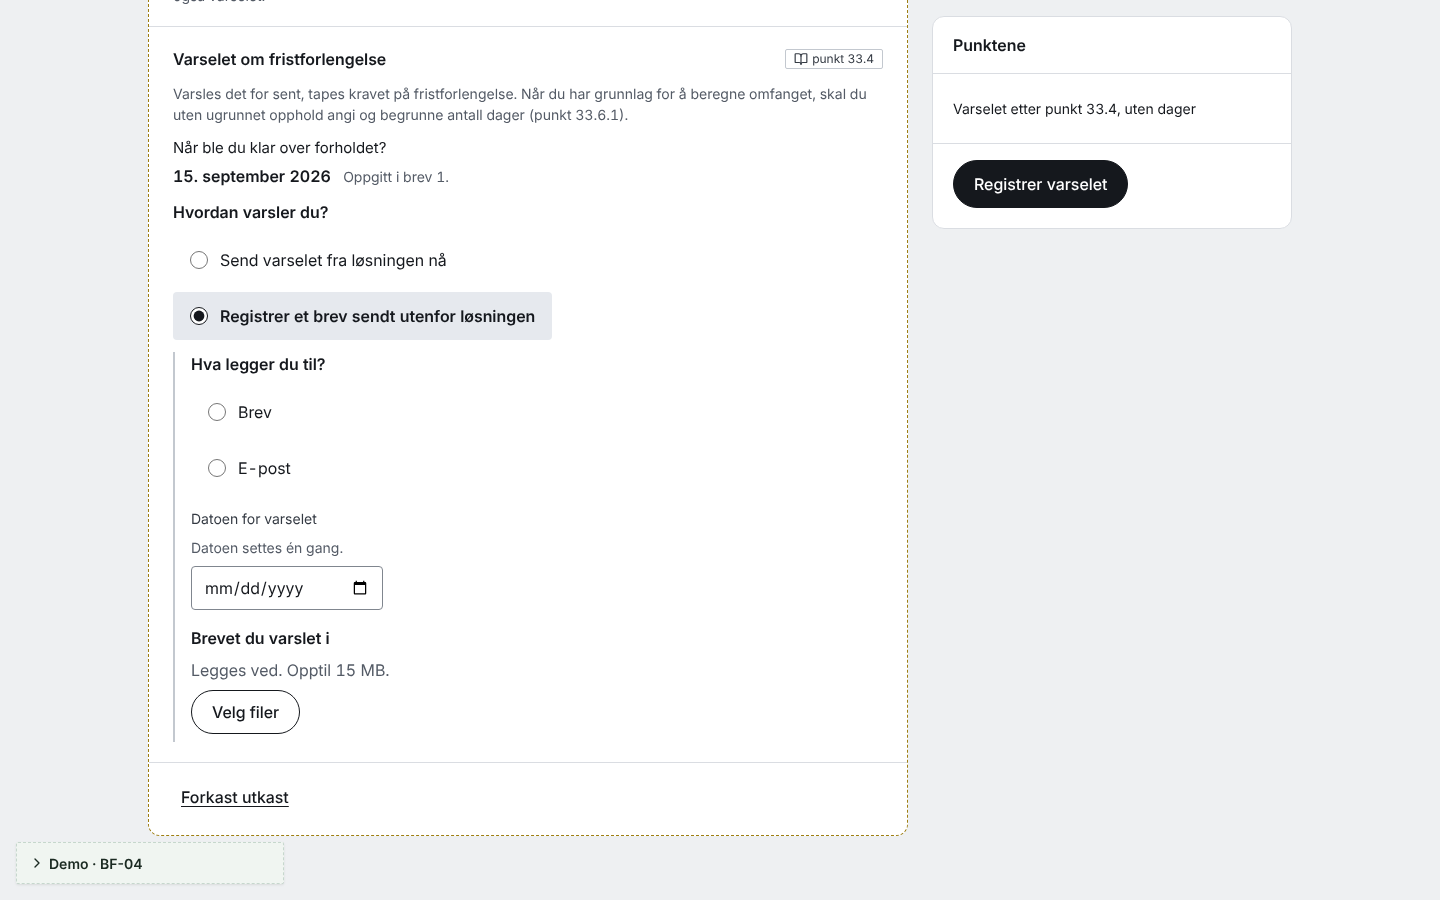 Varselet om fristforlengelse
punkt 33.4
Varsles det for sent, tapes kravet på fristforlengelse. Når du har grunnlag for å beregne omfanget, skal du
uten ugrunnet opphold angi og begrunne antall dager (punkt 33.6.1).
Når ble du klar over forholdet?
15. september 2026 Oppgitt i brev 1.
Hvordan varsler du?
Send varselet fra løsningen nå
Registrer et brev sendt utenfor løsningen
Hva legger du til?
Brev
E-post
Datoen for varselet
Datoen settes én gang.
mm/dd/yyyy
Brevet du varslet i
Legges ved. Opptil 15 MB.
Velg filer
Forkast utkast
Punktene
Varselet etter punkt 33.4, uten dager
Registrer varselet
Demo · BF-04